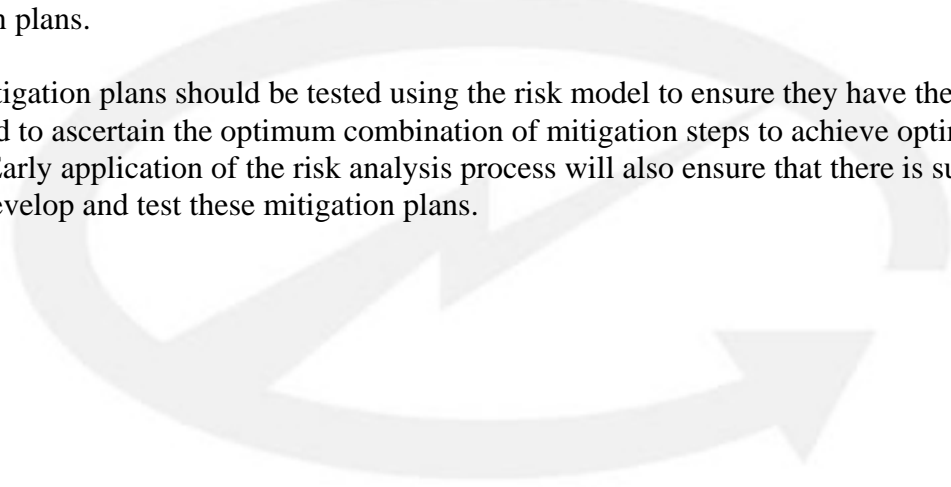 n plans.
tigation plans should be tested using the risk model to ensure they have the
d to ascertain the optimum combination of mitigation steps to achieve opti
Early application of the risk analysis process will also ensure that there is su
evelop and test these mitigation plans.